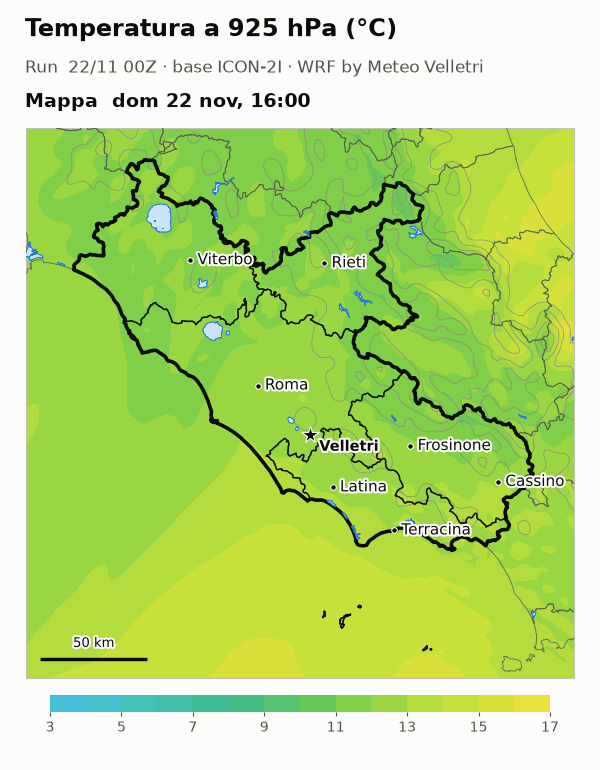 Temperatura a 925 hPa (°C)
Run  22/11 00Z · base ICON-2I · WRF by Meteo Velletri
Mappa  dom 22 nov, 16:00
Viterbo
Rieti
Roma
Velletri
Frosinone
Latina
Cassino
Terracina
50 km
3 5 7 9 11 13 15 17